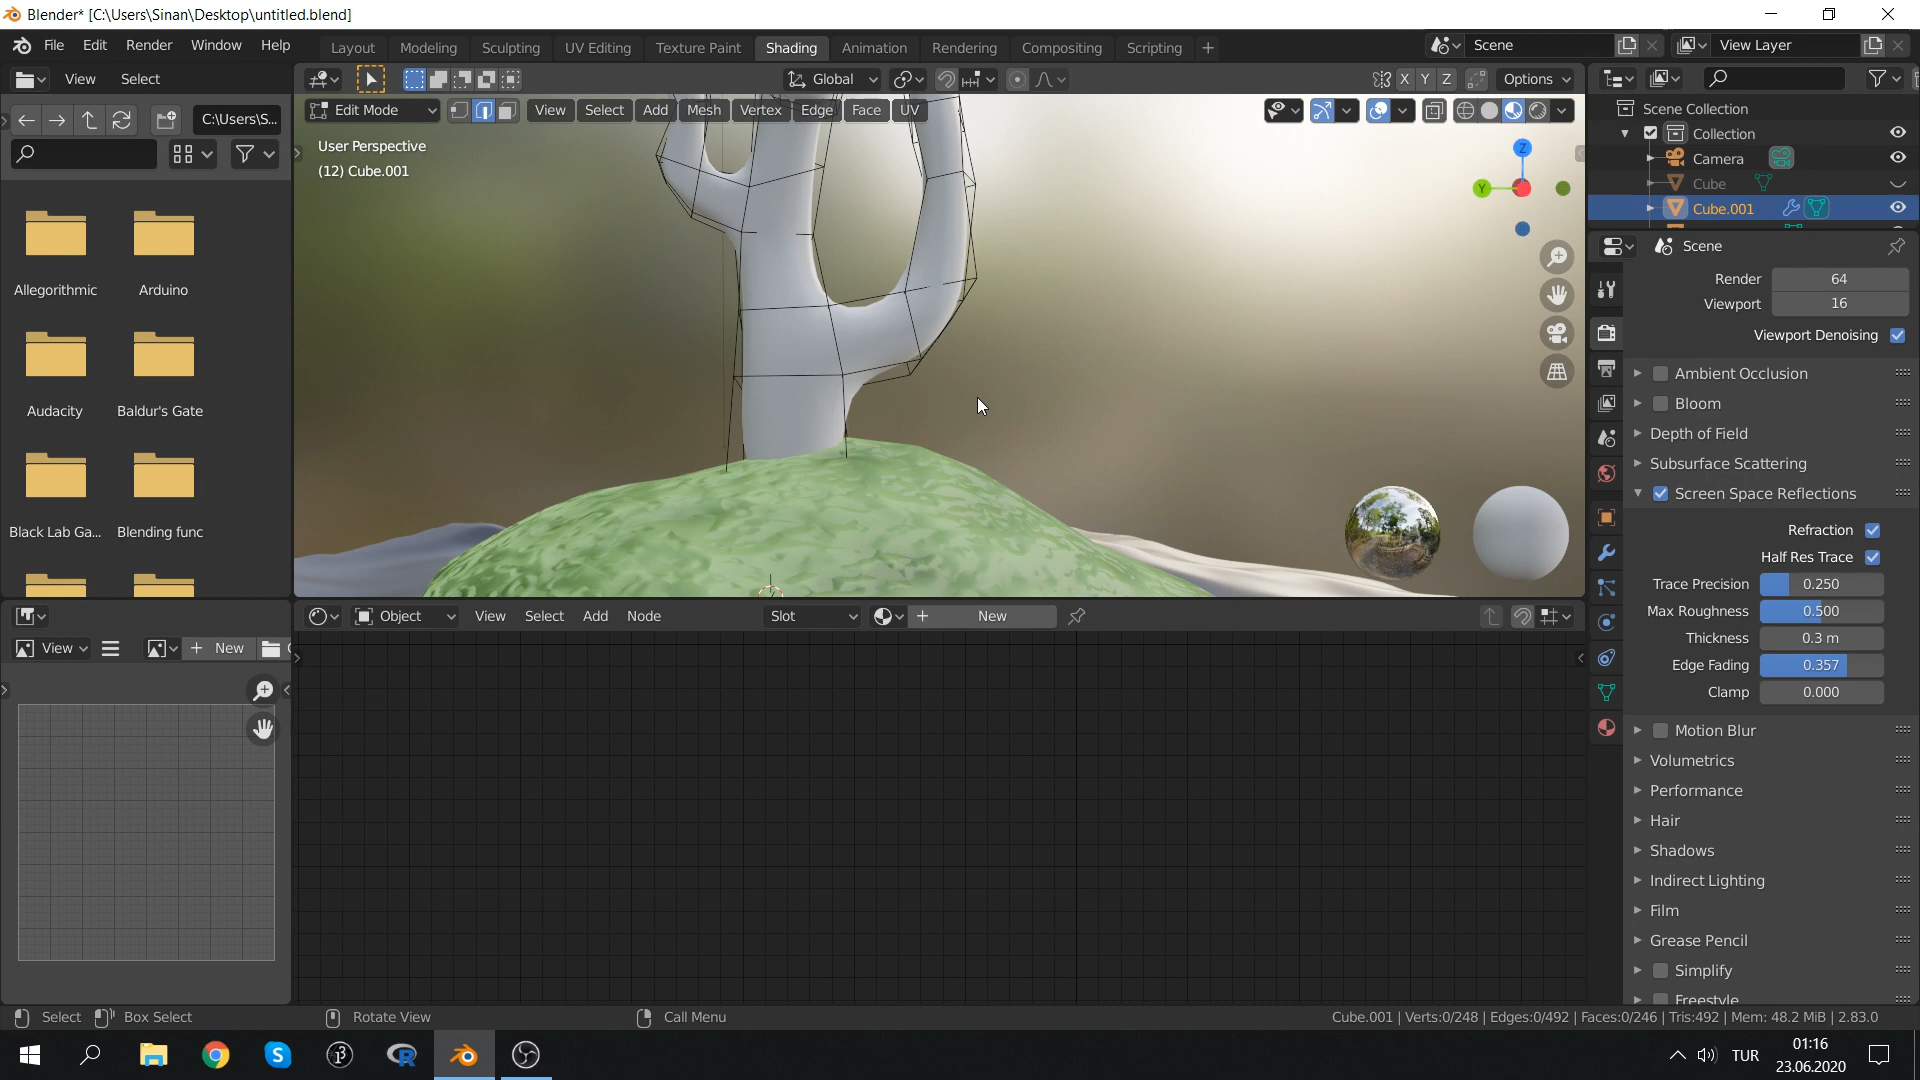 Blender* [C:\Users\Sinan\Desktop\untitled.blend]
File Edit Render Window Help
Layout Modeling Sculpting UV Editing Texture Paint Shading Animation Rendering Compositing Scripting +
Scene
View Layer
View Select
Global
X Y Z
Options
C:\Users\S...
Edit Mode
View Select Add Mesh Vertex Edge Face UV
User Perspective
(12) Cube.001
Z
Y
Allegorithmic
Arduino
Audacity
Baldur's Gate
Black Lab Ga...
Blending func
Scene Collection
Collection
Camera
Cube
Cube.001
Scene
Render 64
Viewport 16
Viewport Denoising
Ambient Occlusion
Bloom
Depth of Field
Subsurface Scattering
Screen Space Reflections
Refraction
Half Res Trace
Trace Precision 0.250
Max Roughness 0.500
Thickness 0.3 m
Edge Fading 0.357
Clamp 0.000
Motion Blur
Volumetrics
Performance
Hair
Shadows
Indirect Lighting
Film
Grease Pencil
Simplify
Freestyle
Object View Select Add Node
Slot
+ New
View
+ New
Select Box Select Rotate View Call Menu
Cube.001 | Verts:0/248 | Edges:0/492 | Faces:0/246 | Tris:492 | Mem: 48.2 MiB | 2.83.0
TUR
01:16
23.06.2020